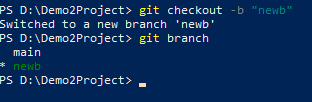 PS D:\Demo2Project> git checkout -b "newb"
Switched to a new branch 'newb'
PS D:\Demo2Project> git branch
  main
* newb
PS D:\Demo2Project>